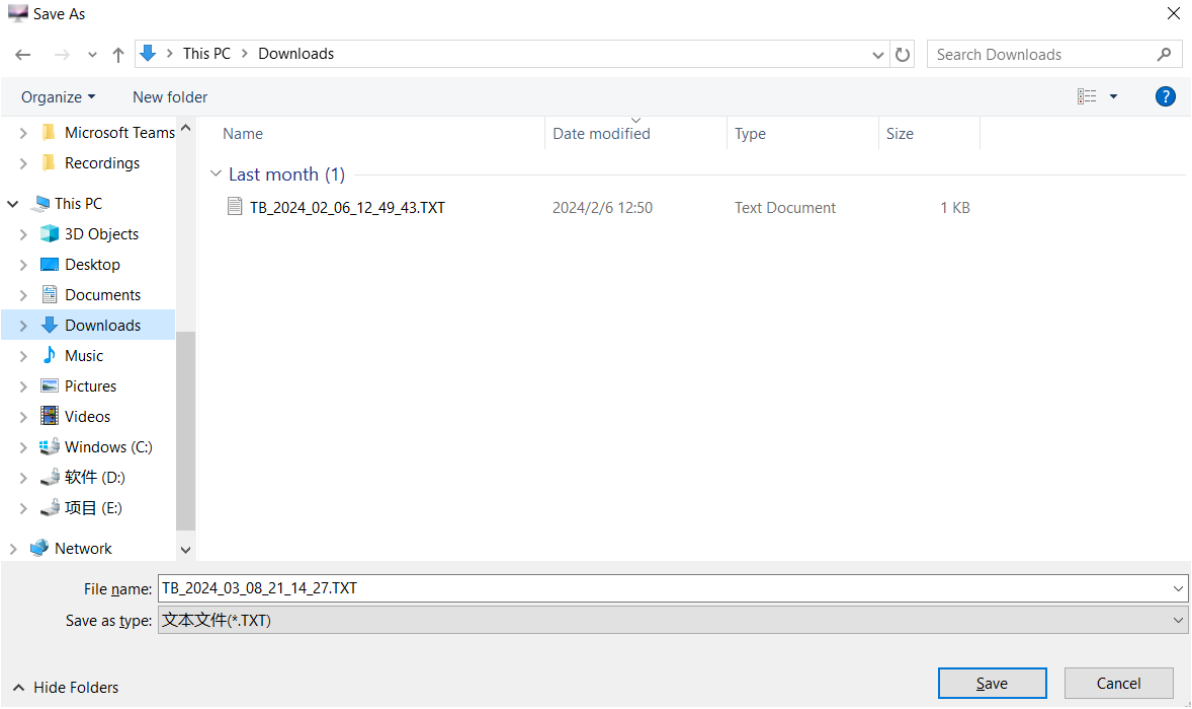 Save As
This PC > Downloads
Search Downloads
Organize
New folder
?
Microsoft Teams
Recordings
This PC
3D Objects
Desktop
Documents
Downloads
Music
Pictures
Videos
Windows (C:)
软件 (D:)
项目 (E:)
Network
Name Date modified Type Size
Last month (1)
TB_2024_02_06_12_49_43.TXT 2024/2/6 12:50 Text Document 1 KB
File name: TB_2024_03_08_21_14_27.TXT
Save as type: 文本文件(*.TXT)
Hide Folders
Save
Cancel